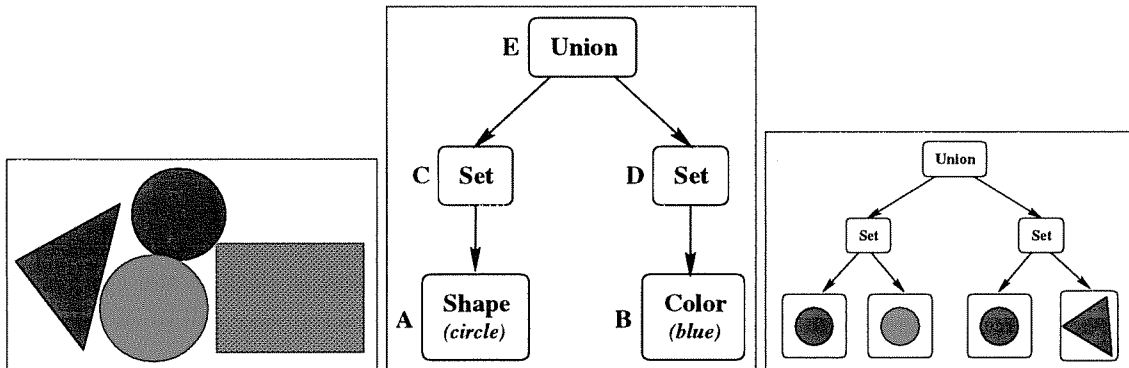 E Union
C Set
D Set
A Shape
(circle)
B Color
(blue)
Union
Set
Set